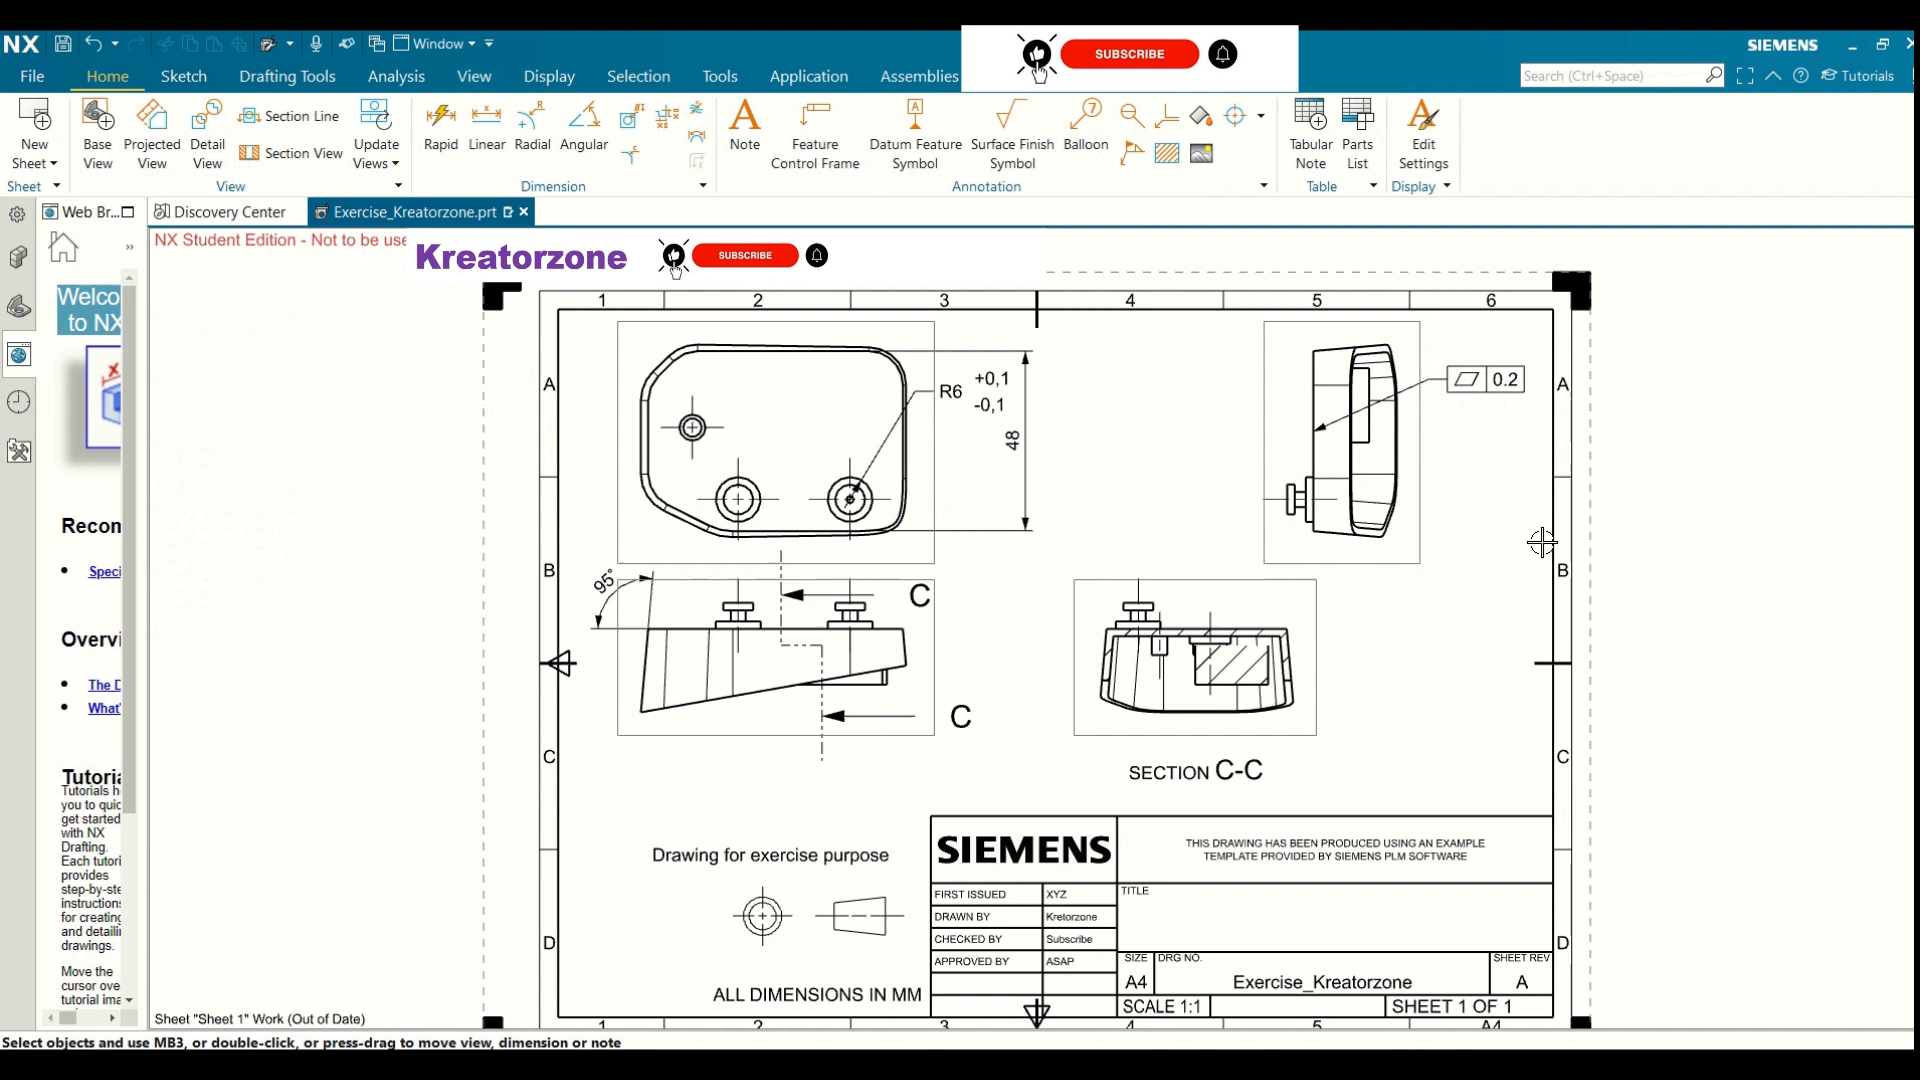 NX Window SUBSCRIBE SIEMENS
File Home Sketch Drafting Tools Analysis View Display Selection Tools Application Assemblies Search (Ctrl+Space) Tutorials
New Sheet Base View Projected View Detail View Section Line Section View Update Views Rapid Linear Radial Angular Note Feature Control Frame Datum Feature Symbol Surface Finish Symbol Balloon Tabular Note Parts List Edit Settings
Sheet View Dimension Annotation Table Display
Web Br... Discovery Center Exercise_Kreatorzone.prt
NX Student Edition - Not to be use
Kreatorzone SUBSCRIBE
Welco
to NX
Recon
Speci
Overvi
The D
What'
Tutoria
Tutorials h
you to quic
get started
with NX
Drafting.
Each tutori
provides
step-by-ste
instructions
for creating
and detaili
drawings.
Move the
cursor ove
tutorial ima
1 2 3 4 5 6
A A
R6 +0,1
-0,1
48
0.2
B B
95°
C
C
C C
SECTION C-C
Drawing for exercise purpose
ALL DIMENSIONS IN MM
SIEMENS
THIS DRAWING HAS BEEN PRODUCED USING AN EXAMPLE
TEMPLATE PROVIDED BY SIEMENS PLM SOFTWARE
FIRST ISSUED XYZ
DRAWN BY Kretorzone
CHECKED BY Subscribe
APPROVED BY ASAP
TITLE
D D
SIZE DRG NO. SHEET REV
A4 Exercise_Kreatorzone A
SCALE 1:1 SHEET 1 OF 1
1 2 3 4 5 A4
Sheet "Sheet 1" Work (Out of Date)
Select objects and use MB3, or double-click, or press-drag to move view, dimension or note